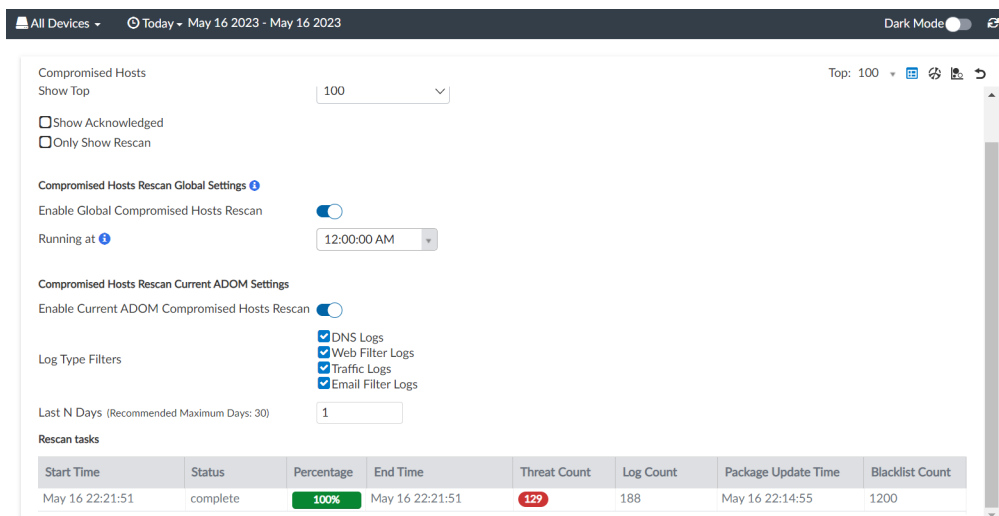 All Devices Today May 16 2023 - May 16 2023 Dark Mode
Compromised Hosts Top: 100
Show Top 100
Show Acknowledged
Only Show Rescan
Compromised Hosts Rescan Global Settings
Enable Global Compromised Hosts Rescan
Running at 12:00:00 AM
Compromised Hosts Rescan Current ADOM Settings
Enable Current ADOM Compromised Hosts Rescan
DNS Logs
Web Filter Logs
Log Type Filters
Traffic Logs
Email Filter Logs
Last N Days (Recommended Maximum Days: 30) 1
Rescan tasks
Start Time Status Percentage End Time Threat Count Log Count Package Update Time Blacklist Count
May 16 22:21:51 complete 100% May 16 22:21:51 129 188 May 16 22:14:55 1200